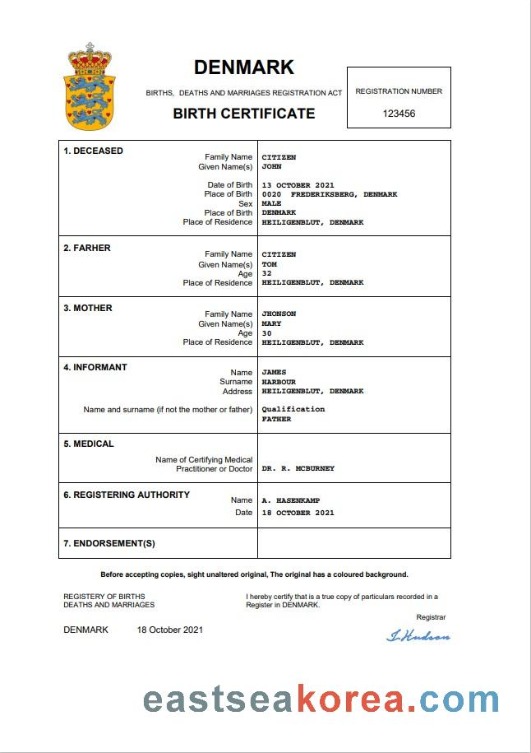 DENMARK
BIRTHS, DEATHS AND MARRIAGES REGISTRATION ACT
BIRTH CERTIFICATE
REGISTRATION NUMBER
123456
1. DECEASED
Family Name CITIZEN
Given Name(s) JOHN
Date of Birth 13 OCTOBER 2021
Place of Birth 0020 FREDERIKSBERG, DENMARK
Sex MALE
Place of Birth DENMARK
Place of Residence HEILIGENBLUT, DENMARK
2. FARHER
Family Name CITIZEN
Given Name(s) TOM
Age 32
Place of Residence HEILIGENBLUT, DENMARK
3. MOTHER
Family Name JHONSON
Given Name(s) MARY
Age 30
Place of Residence HEILIGENBLUT, DENMARK
4. INFORMANT
Name JAMES
Surname HARBOUR
Address HEILIGENBLUT, DENMARK
Name and surname (if not the mother or father) Qualification
FATHER
5. MEDICAL
Name of Certifying Medical
Practitioner or Doctor DR. R. MCBURNEY
6. REGISTERING AUTHORITY
Name A. HASENKAMP
Date 18 OCTOBER 2021
7. ENDORSEMENT(S)
Before accepting copies, sight unaltered original, The original has a coloured background.
REGISTERY OF BIRTHS
DEATHS AND MARRIAGES
I hereby certify that is a true copy of particulars recorded in a
Register in DENMARK.
Registrar
DENMARK 18 October 2021
J.Hudson
eastseakorea.com